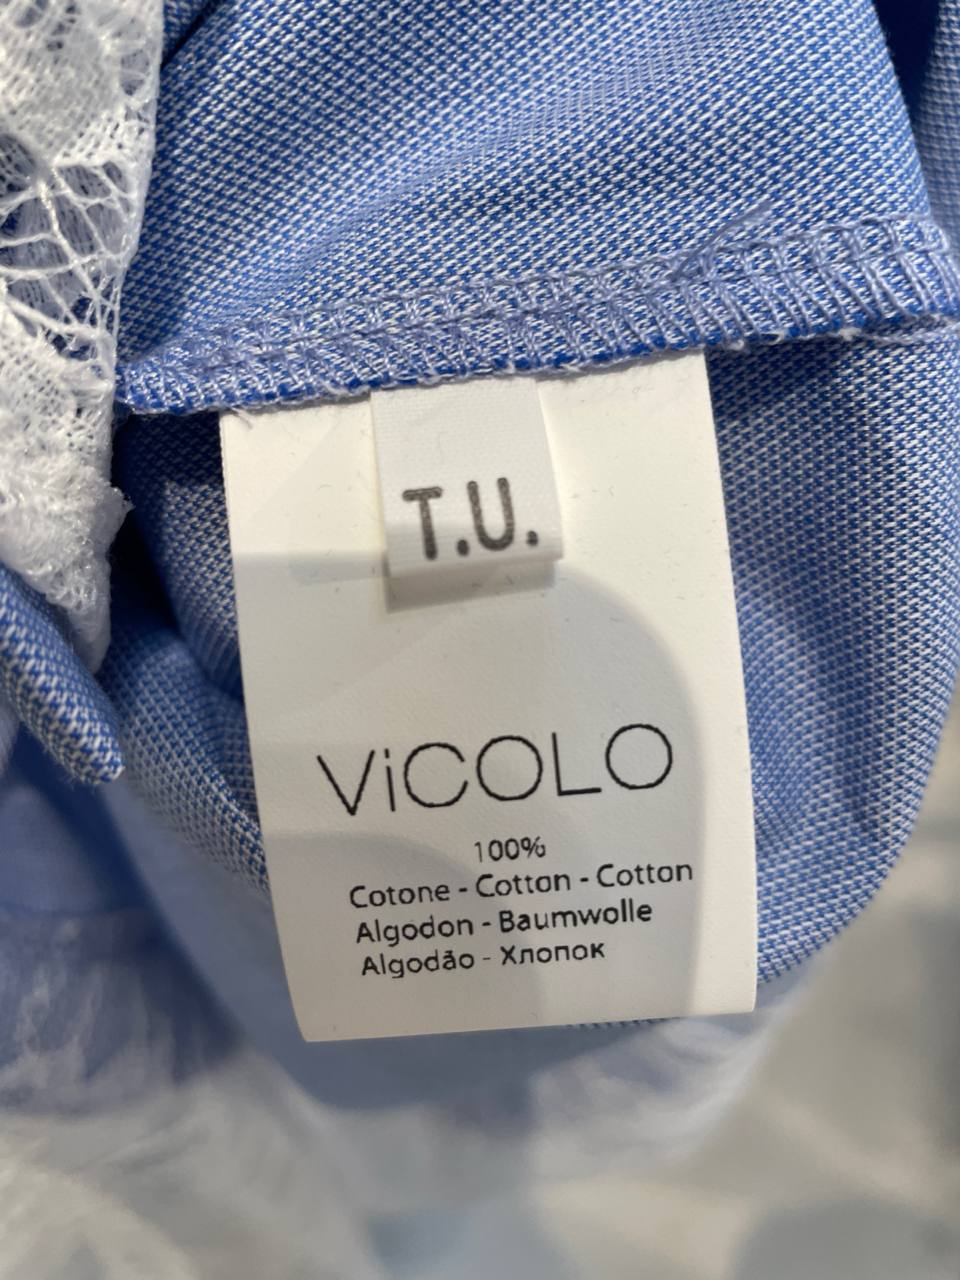 T.U.
ViCOLO
100%
Cotone - Cotton - Cotton
Algodon - Baumwolle
Algodão - Хлопок